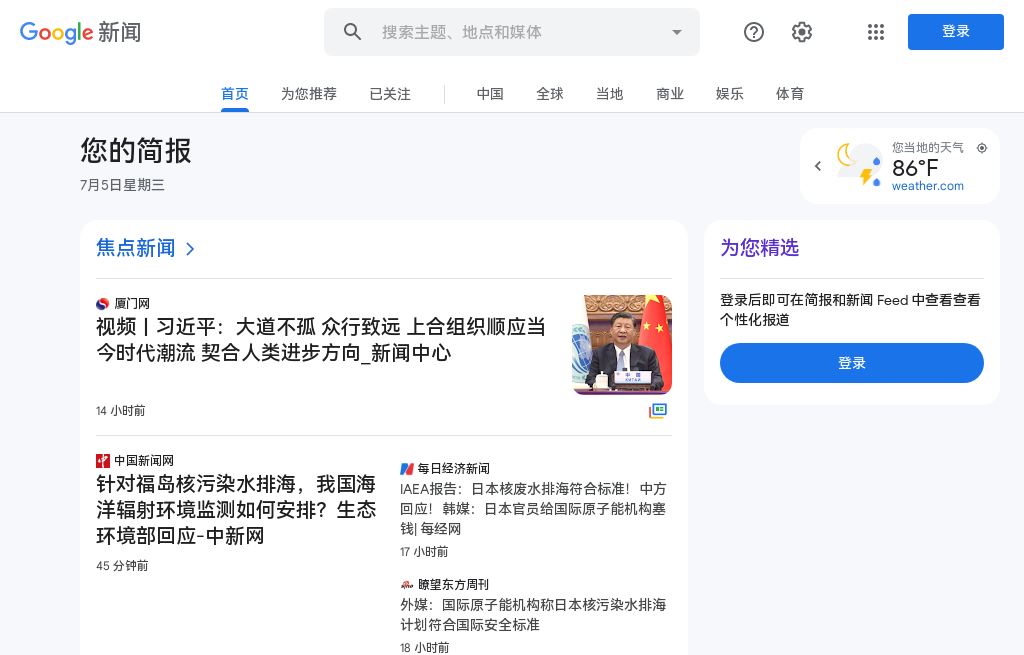 Google 新闻
搜索主题、地点和媒体
登录
首页
为您推荐
已关注
中国
全球
当地
商业
娱乐
体育
您的简报
7月5日星期三
您当地的天气
86°F
weather.com
焦点新闻
厦门网
视频丨习近平：大道不孤 众行致远 上合组织顺应当
今时代潮流 契合人类进步方向_新闻中心
14 小时前
中国
中国新闻网
针对福岛核污染水排海，我国海
洋辐射环境监测如何安排？生态
环境部回应-中新网
45 分钟前
每日经济新闻
IAEA报告：日本核废水排海符合标准！中方
回应！韩媒：日本官员给国际原子能机构塞
钱| 每经网
17 小时前
瞭望东方周刊
外媒：国际原子能机构称日本核污染水排海
计划符合国际安全标准
18 小时前
为您精选
登录后即可在简报和新闻 Feed 中查看查看
个性化报道
登录